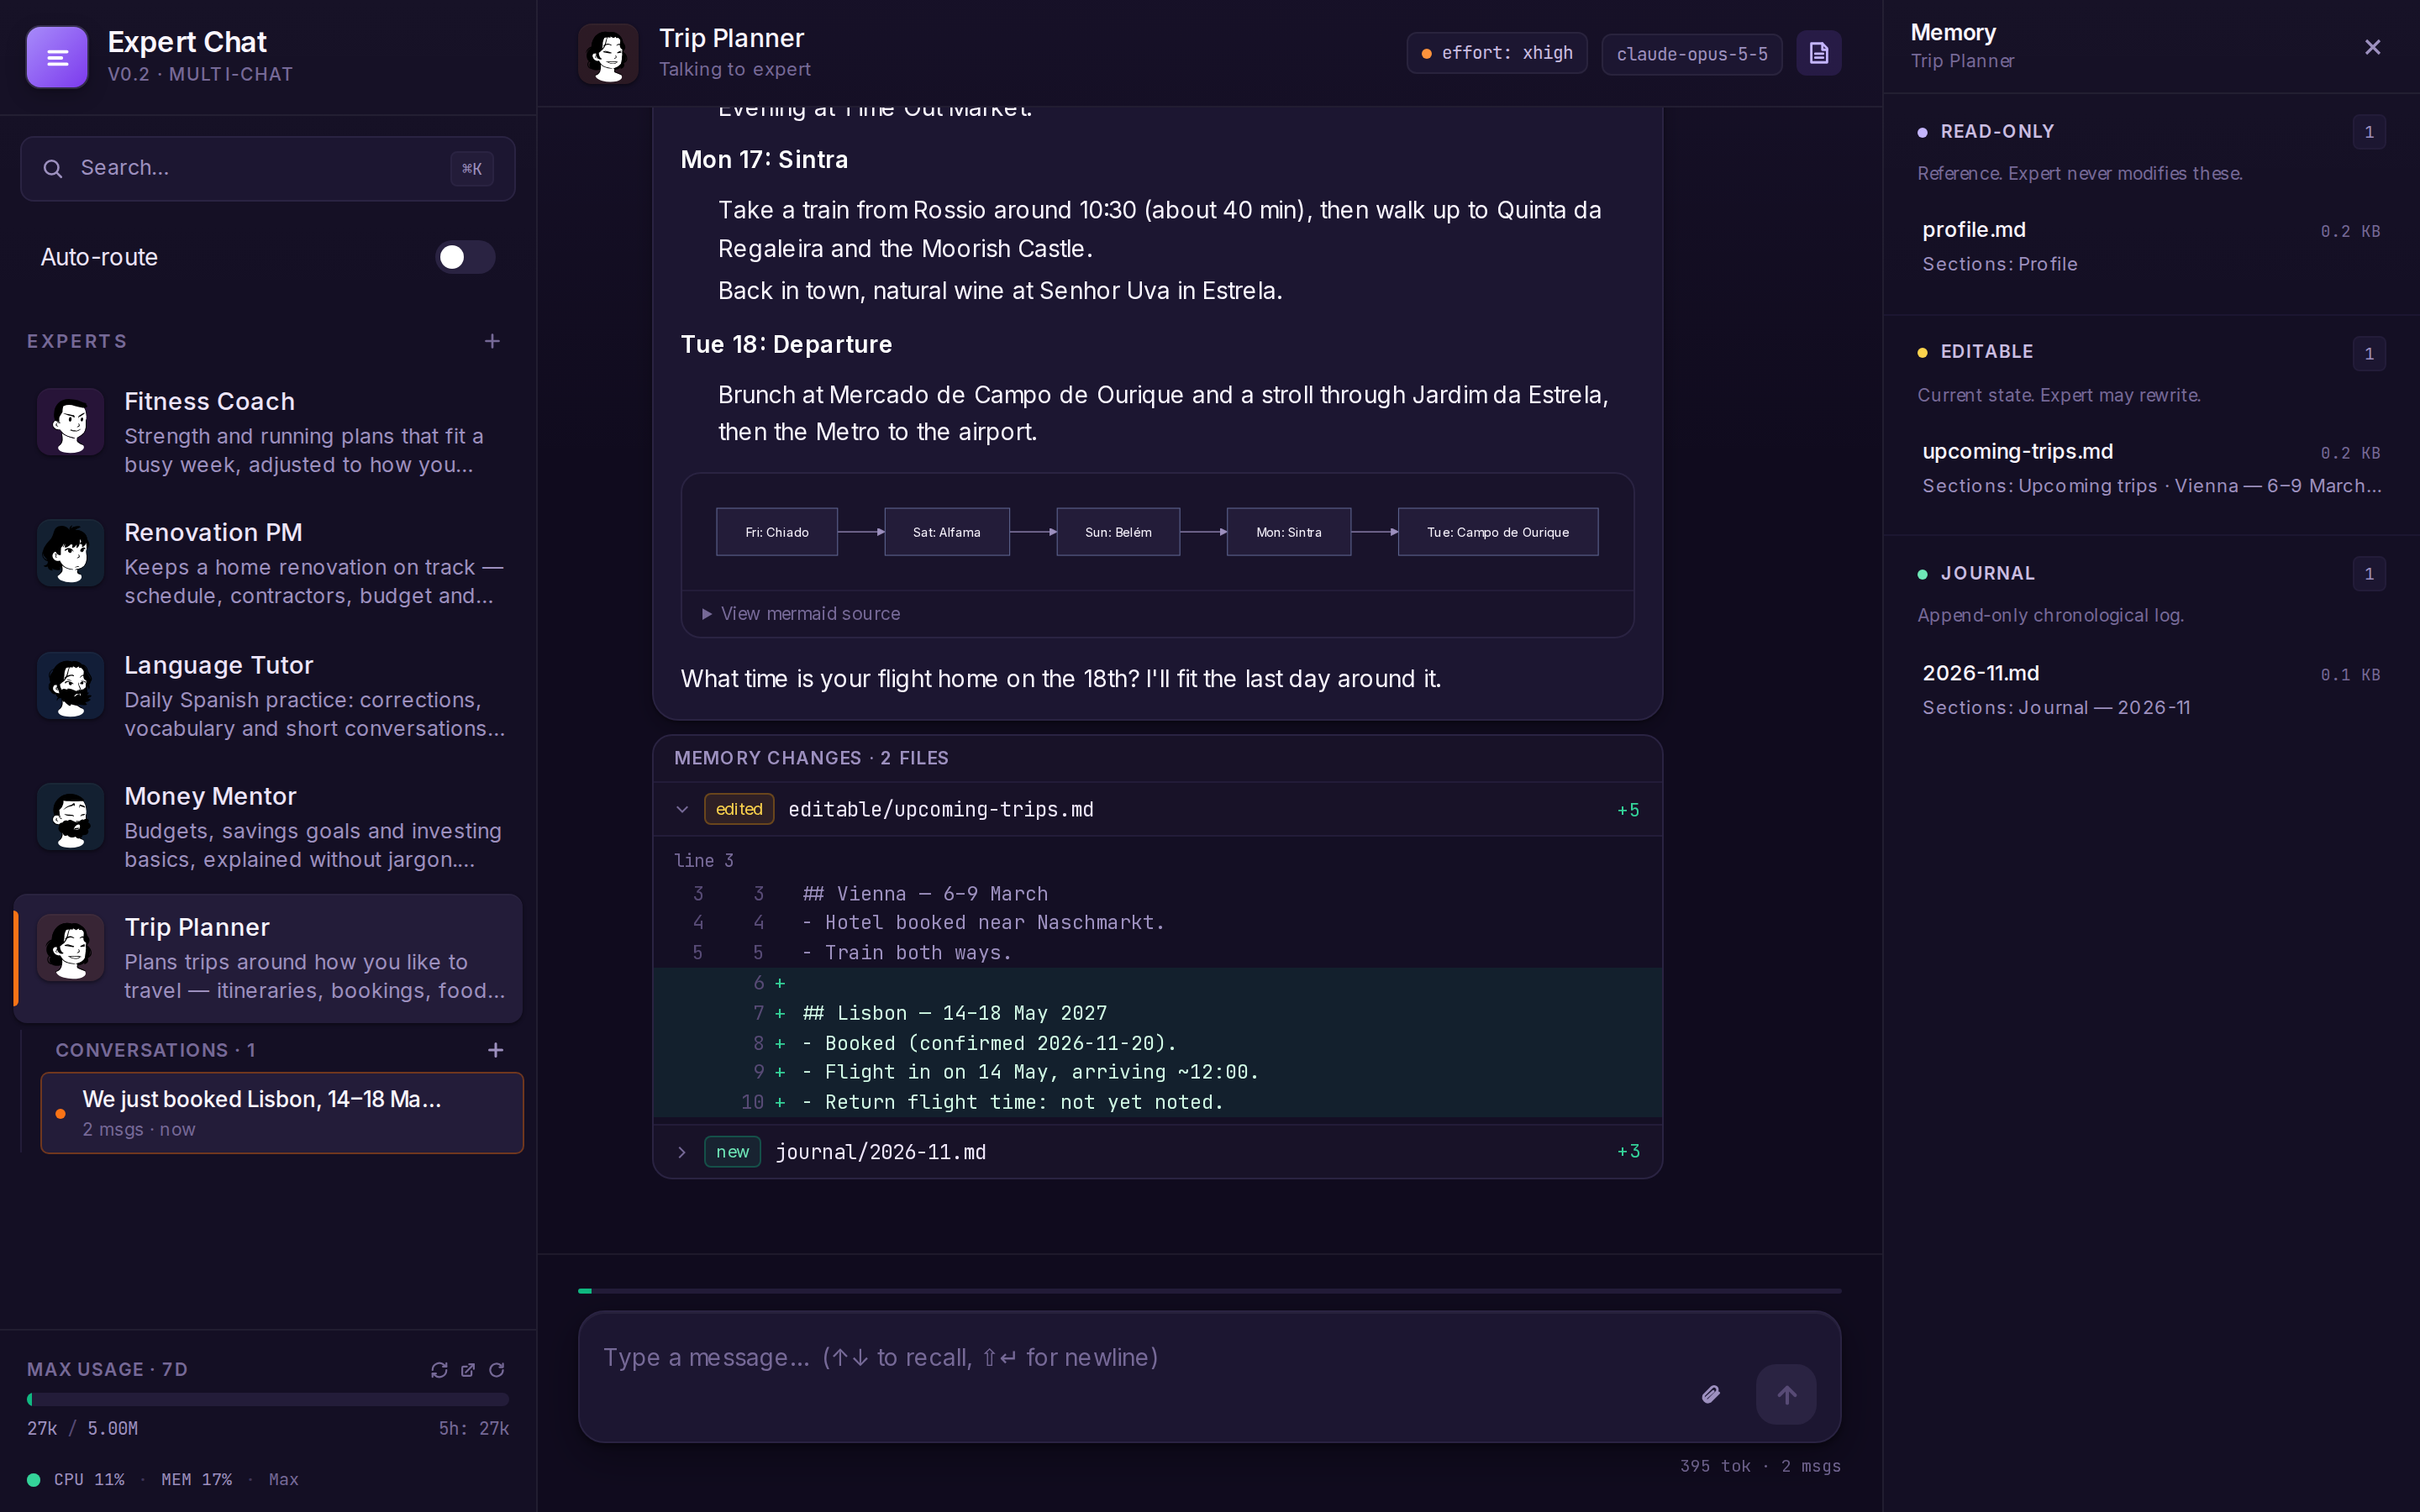 Expert Chat
V0.2 · MULTI-CHAT
Search...
⌘K
Auto-route
EXPERTS
Fitness Coach
Strength and running plans that fit a
busy week, adjusted to how you...
Renovation PM
Keeps a home renovation on track —
schedule, contractors, budget and...
Language Tutor
Daily Spanish practice: corrections,
vocabulary and short conversations...
Money Mentor
Budgets, savings goals and investing
basics, explained without jargon....
Trip Planner
Plans trips around how you like to
travel — itineraries, bookings, food...
CONVERSATIONS · 1
We just booked Lisbon, 14–18 Ma...
2 msgs · now
MAX USAGE · 7D
27k / 5.00M
5h: 27k
CPU 11% · MEM 17% · Max
Trip Planner
Talking to expert
effort: xhigh
claude-opus-5-5
Evening at Time Out Market.
Mon 17: Sintra
Take a train from Rossio around 10:30 (about 40 min), then walk up to Quinta da
Regaleira and the Moorish Castle.
Back in town, natural wine at Senhor Uva in Estrela.
Tue 18: Departure
Brunch at Mercado de Campo de Ourique and a stroll through Jardim da Estrela,
then the Metro to the airport.
Fri: Chiado
Sat: Alfama
Sun: Belém
Mon: Sintra
Tue: Campo de Ourique
View mermaid source
What time is your flight home on the 18th? I'll fit the last day around it.
MEMORY CHANGES · 2 FILES
edited editable/upcoming-trips.md +5
line 3
3 3 ## Vienna — 6–9 March
4 4 - Hotel booked near Naschmarkt.
5 5 - Train both ways.
6 +
7 + ## Lisbon — 14–18 May 2027
8 + - Booked (confirmed 2026-11-20).
9 + - Flight in on 14 May, arriving ~12:00.
10 + - Return flight time: not yet noted.
new journal/2026-11.md +3
Type a message... (↑↓ to recall, ⇧↵ for newline)
395 tok · 2 msgs
Memory
Trip Planner
READ-ONLY
1
Reference. Expert never modifies these.
profile.md
0.2 KB
Sections: Profile
EDITABLE
1
Current state. Expert may rewrite.
upcoming-trips.md
0.2 KB
Sections: Upcoming trips · Vienna — 6–9 March...
JOURNAL
1
Append-only chronological log.
2026-11.md
0.1 KB
Sections: Journal — 2026-11